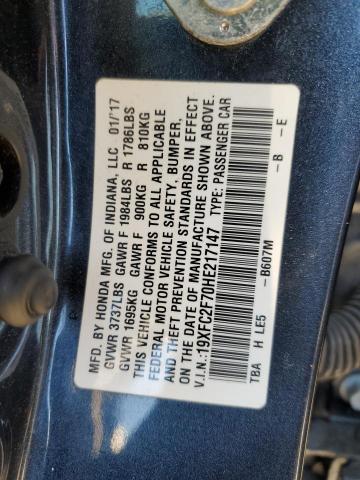 MFD. BY HONDA MFG. OF INDIANA, LLC 01/'17
GVWR 3737LBS GAWR F 1984LBS R 1786LBS
GVWR 1695KG GAWR F 900KG R 810KG
THIS VEHICLE CONFORMS TO ALL APPLICABLE
FEDERAL MOTOR VEHICLE SAFETY, BUMPER,
AND THEFT PREVENTION STANDARDS IN EFFECT
ON THE DATE OF MANUFACTURE SHOWN ABOVE.
V.I.N.:19XFC2F70HE217147 TYPE: PASSENGER CAR
TBA H LE5 -B607M -B -E